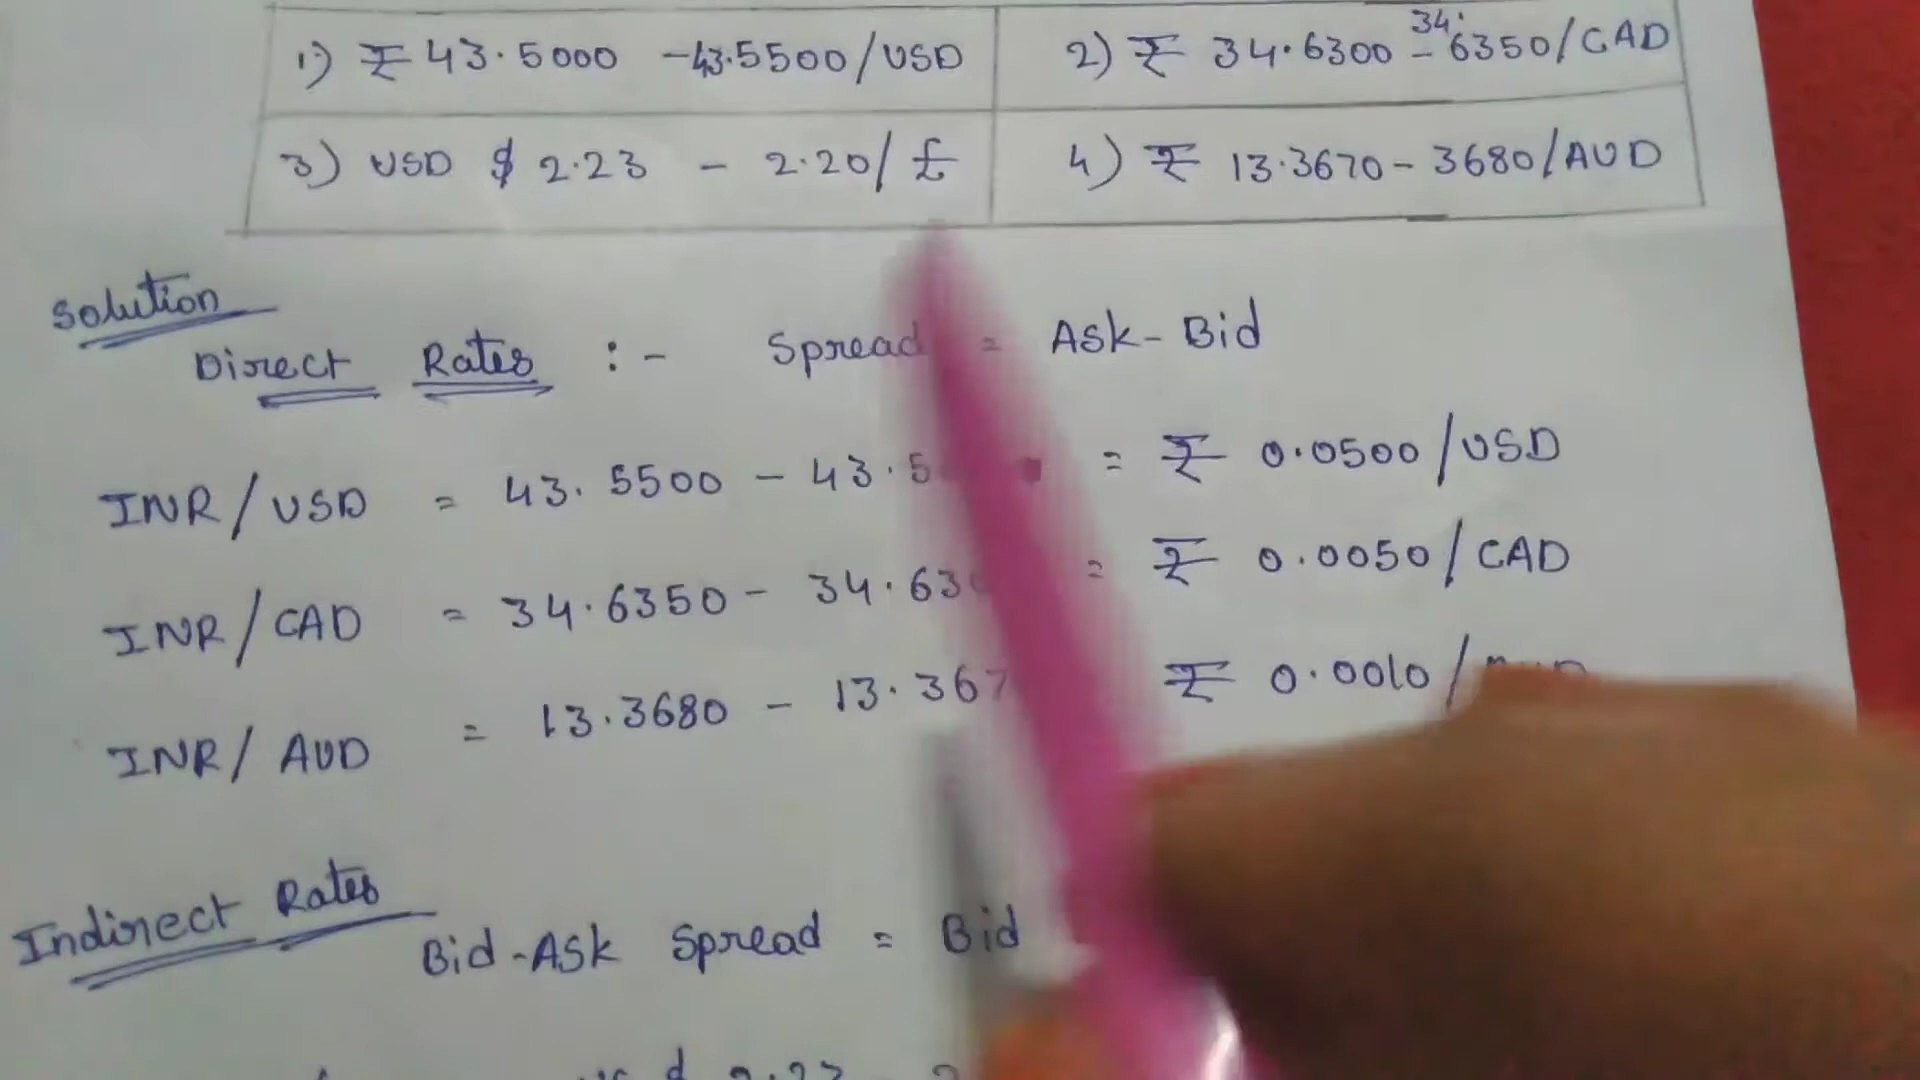 1) ₹ 43.5000 - 43.5500/USD
2) ₹ 34.6300 - 34.6350/CAD
3) USD $ 2.23 - 2.20/£
4) ₹ 13.3670 - 3680/AUD
Solution
Direct Rates :- Spread = Ask - Bid
INR/USD = 43.5500 - 43.5 = ₹ 0.0500/USD
INR/CAD = 34.6350 - 34.63 = ₹ 0.0050/CAD
INR/AUD = 13.3680 - 13.367 ₹ 0.0010/
Indirect Rates
Bid-Ask Spread = Bid